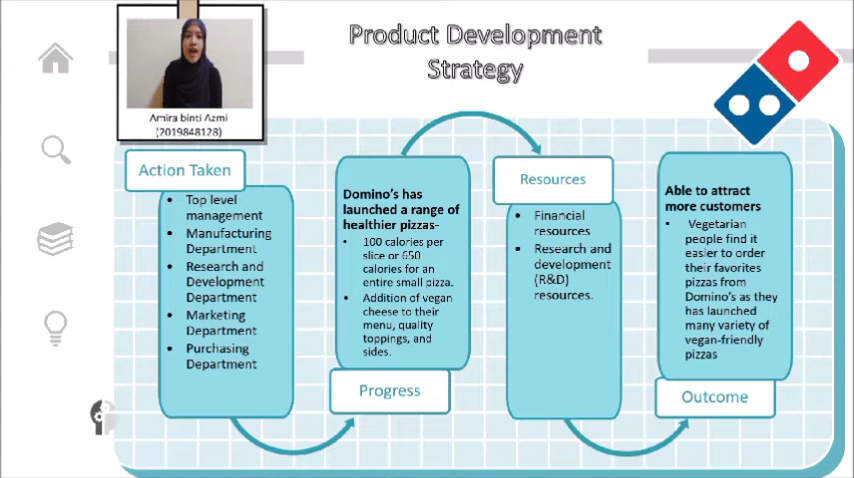 Product Development
Strategy
Amira binti Azmi
(2019848128)
Action Taken
• Top level
management
• Manufacturing
Department
• Research and
Development
Department
• Marketing
Department
• Purchasing
Department
Domino's has
launched a range of
healthier pizzas-
• 100 calories per
slice or 650
calories for an
entire small pizza.
• Addition of vegan
cheese to their
menu, quality
toppings, and
sides.
Progress
Resources
• Financial
resources
• Research and
development
(R&D)
resources.
Able to attract
more customers
• Vegetarian
people find it
easier to order
their favorites
pizzas from
Domino's as they
has launched
many variety of
vegan-friendly
pizzas
Outcome